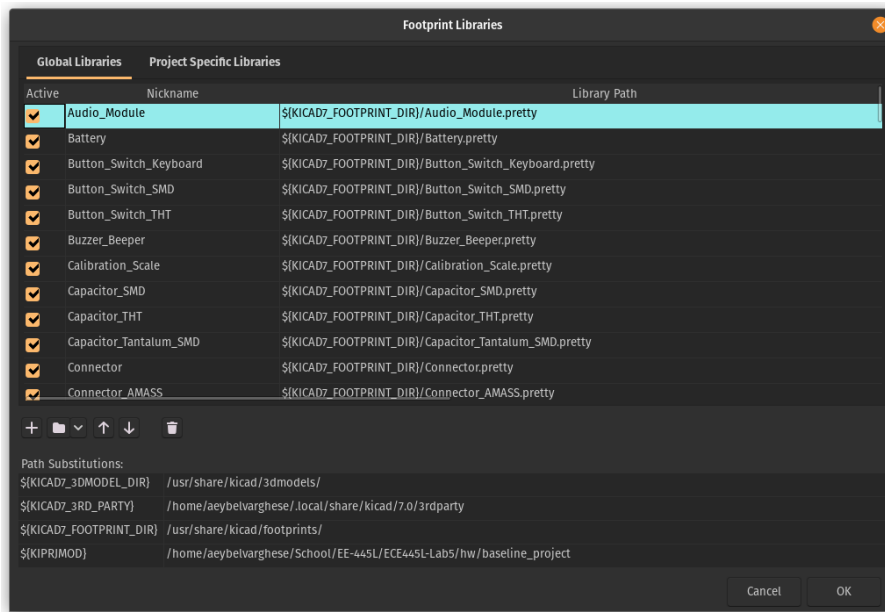 Footprint Libraries
Global Libraries Project Specific Libraries
Active Nickname Library Path
Audio_Module ${KICAD7_FOOTPRINT_DIR}/Audio_Module.pretty
Battery ${KICAD7_FOOTPRINT_DIR}/Battery.pretty
Button_Switch_Keyboard ${KICAD7_FOOTPRINT_DIR}/Button_Switch_Keyboard.pretty
Button_Switch_SMD ${KICAD7_FOOTPRINT_DIR}/Button_Switch_SMD.pretty
Button_Switch_THT ${KICAD7_FOOTPRINT_DIR}/Button_Switch_THT.pretty
Buzzer_Beeper ${KICAD7_FOOTPRINT_DIR}/Buzzer_Beeper.pretty
Calibration_Scale ${KICAD7_FOOTPRINT_DIR}/Calibration_Scale.pretty
Capacitor_SMD ${KICAD7_FOOTPRINT_DIR}/Capacitor_SMD.pretty
Capacitor_THT ${KICAD7_FOOTPRINT_DIR}/Capacitor_THT.pretty
Capacitor_Tantalum_SMD ${KICAD7_FOOTPRINT_DIR}/Capacitor_Tantalum_SMD.pretty
Connector ${KICAD7_FOOTPRINT_DIR}/Connector.pretty
Connector_AMASS ${KICAD7_FOOTPRINT_DIR}/Connector_AMASS.pretty
Path Substitutions:
${KICAD7_3DMODEL_DIR} /usr/share/kicad/3dmodels/
${KICAD7_3RD_PARTY} /home/aeybelvarghese/.local/share/kicad/7.0/3rdparty
${KICAD7_FOOTPRINT_DIR} /usr/share/kicad/footprints/
${KIPRJMOD} /home/aeybelvarghese/School/EE-445L/ECE445L-Lab5/hw/baseline_project
Cancel OK